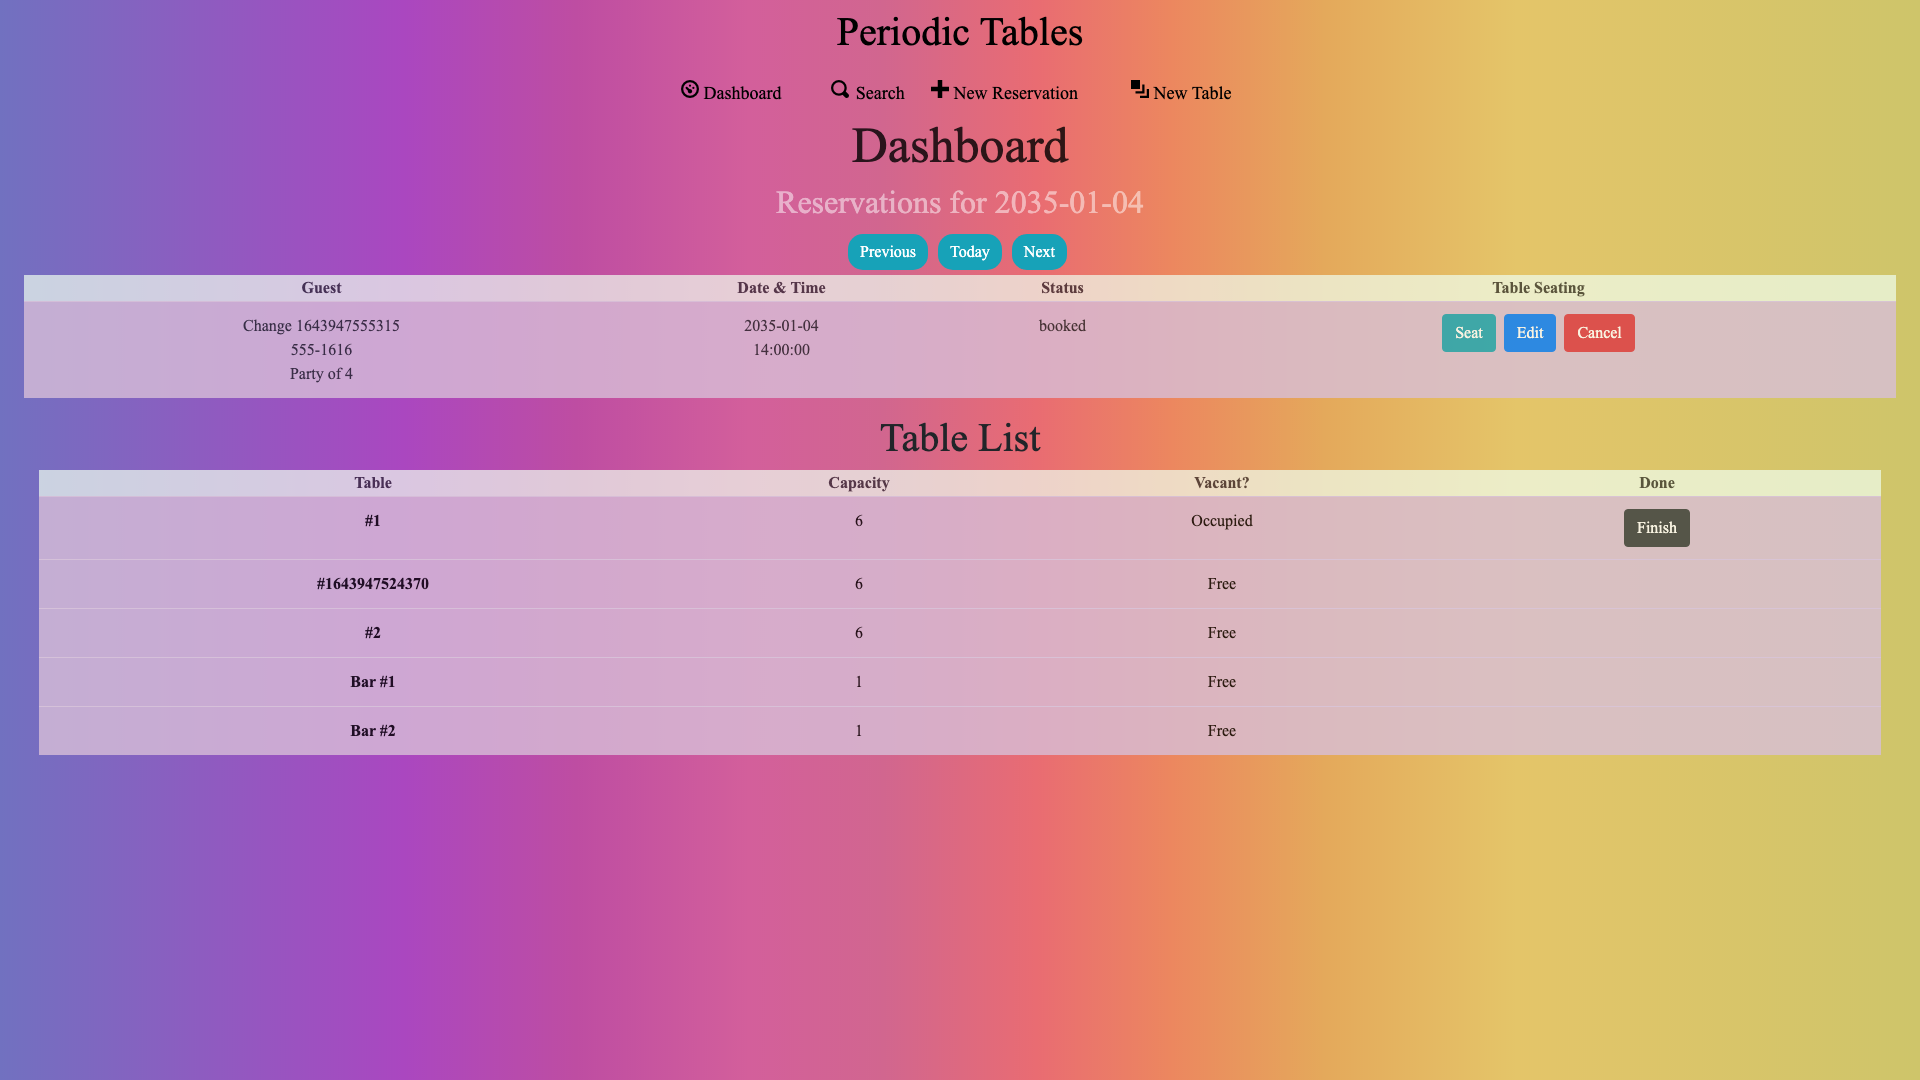 Periodic Tables
Dashboard Search New Reservation New Table
Dashboard
Reservations for 2035-01-04
Previous Today Next
Guest Date & Time Status Table Seating
Change 1643947555315 2035-01-04 booked Seat Edit Cancel
555-1616 14:00:00
Party of 4
Table List
Table Capacity Vacant? Done
#1 6 Occupied Finish
#1643947524370 6 Free
#2 6 Free
Bar #1 1 Free
Bar #2 1 Free